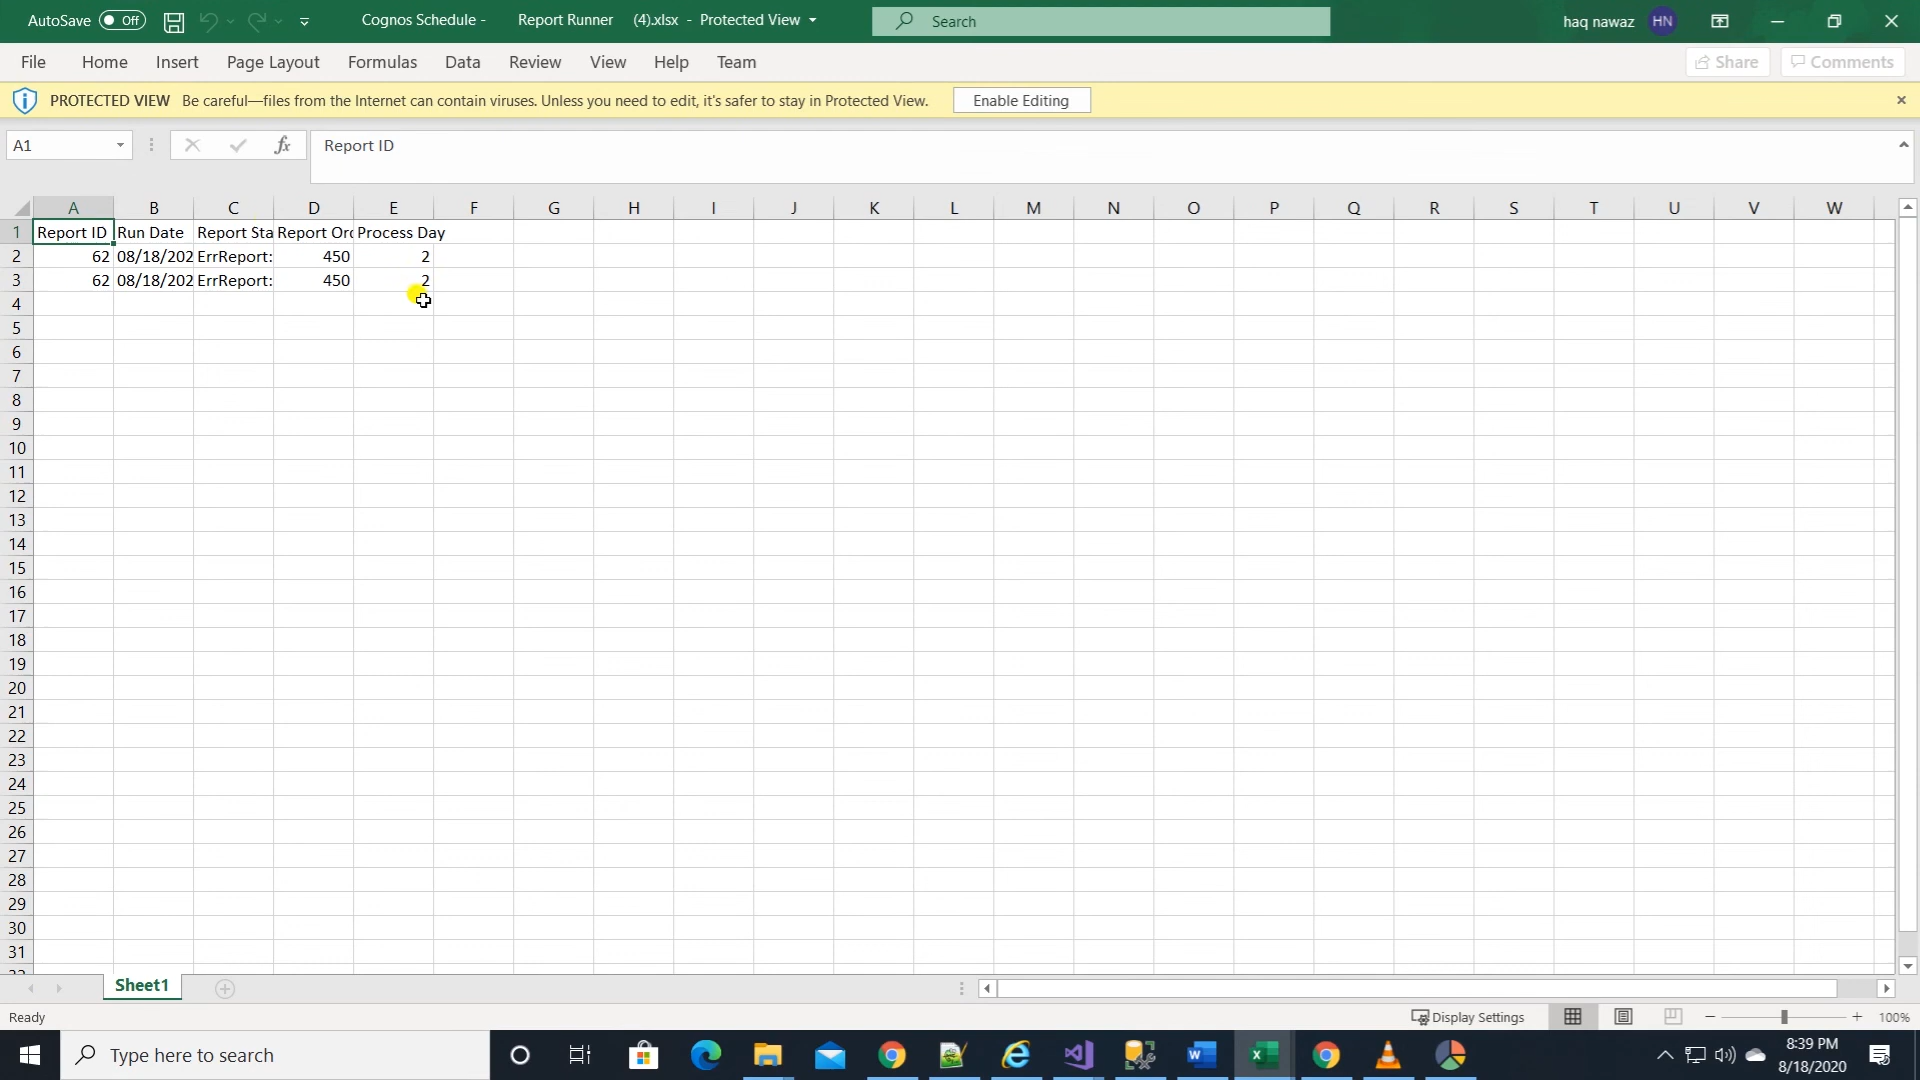 AutoSave Off Cognos Schedule - Report Runner (4).xlsx - Protected View Search haq nawaz HN
File Home Insert Page Layout Formulas Data Review View Help Team Share Comments
PROTECTED VIEW Be careful—files from the Internet can contain viruses. Unless you need to edit, it's safer to stay in Protected View. Enable Editing
A1 fx Report ID
A B C D E F G H I J K L M N O P Q R S T U V W
1 Report ID Run Date Report Sta Report Orc Process Day
2 62 08/18/202 ErrReport: 450 2
3 62 08/18/202 ErrReport: 450 2
4
5
6
7
8
9
10
11
12
13
14
15
16
17
18
19
20
21
22
23
24
25
26
27
28
29
30
31
Sheet1
Ready Display Settings 100%
Type here to search 8:39 PM
8/18/2020